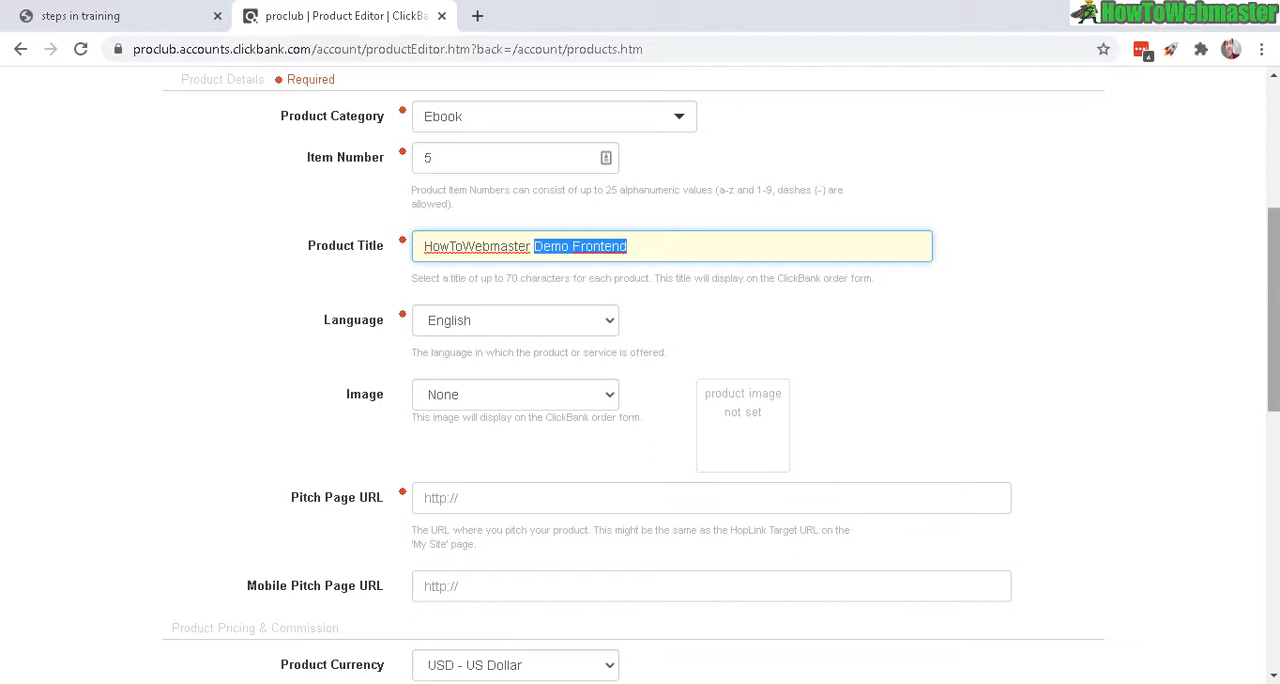 steps in training
proclub | Product Editor | ClickBa
HowToWebmaster
proclub.accounts.clickbank.com/account/productEditor.htm?back=/account/products.htm
4
Product Details Required
Product Category Ebook
Item Number 5
Product Item Numbers can consist of up to 25 alphanumeric values (a-z and 1-9, dashes {-} are
allowed).
Product Title HowToWebmaster Demo Frontend
Select a title of up to 70 characters for each product. This title will display on the ClickBank order form.
Language English
The language in which the product or service is offered.
Image None
This image will display on the ClickBank order form.
product image
not set
Pitch Page URL http://
The URL where you pitch your product. This might be the same as the HopLink Target URL on the
'My Site' page.
Mobile Pitch Page URL http://
Product Pricing & Commission
Product Currency USD - US Dollar